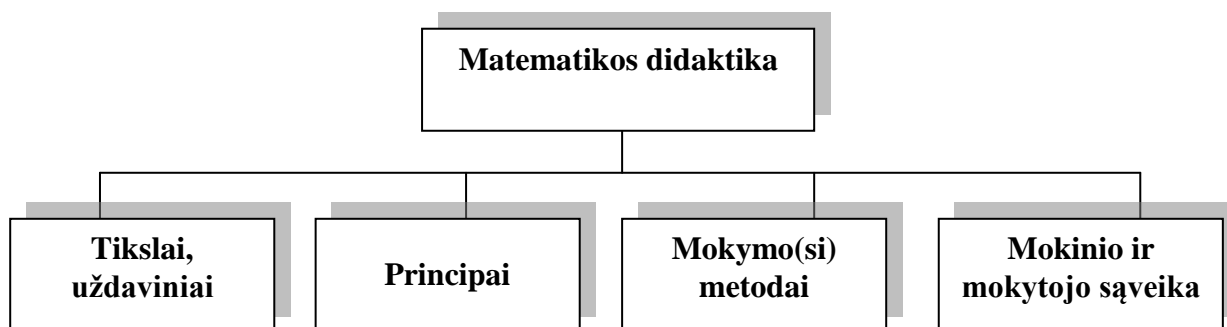 Matematikos didaktika
Tikslai,
uždaviniai
Principai
Mokymo(si)
metodai
Mokinio ir
mokytojo sąveika